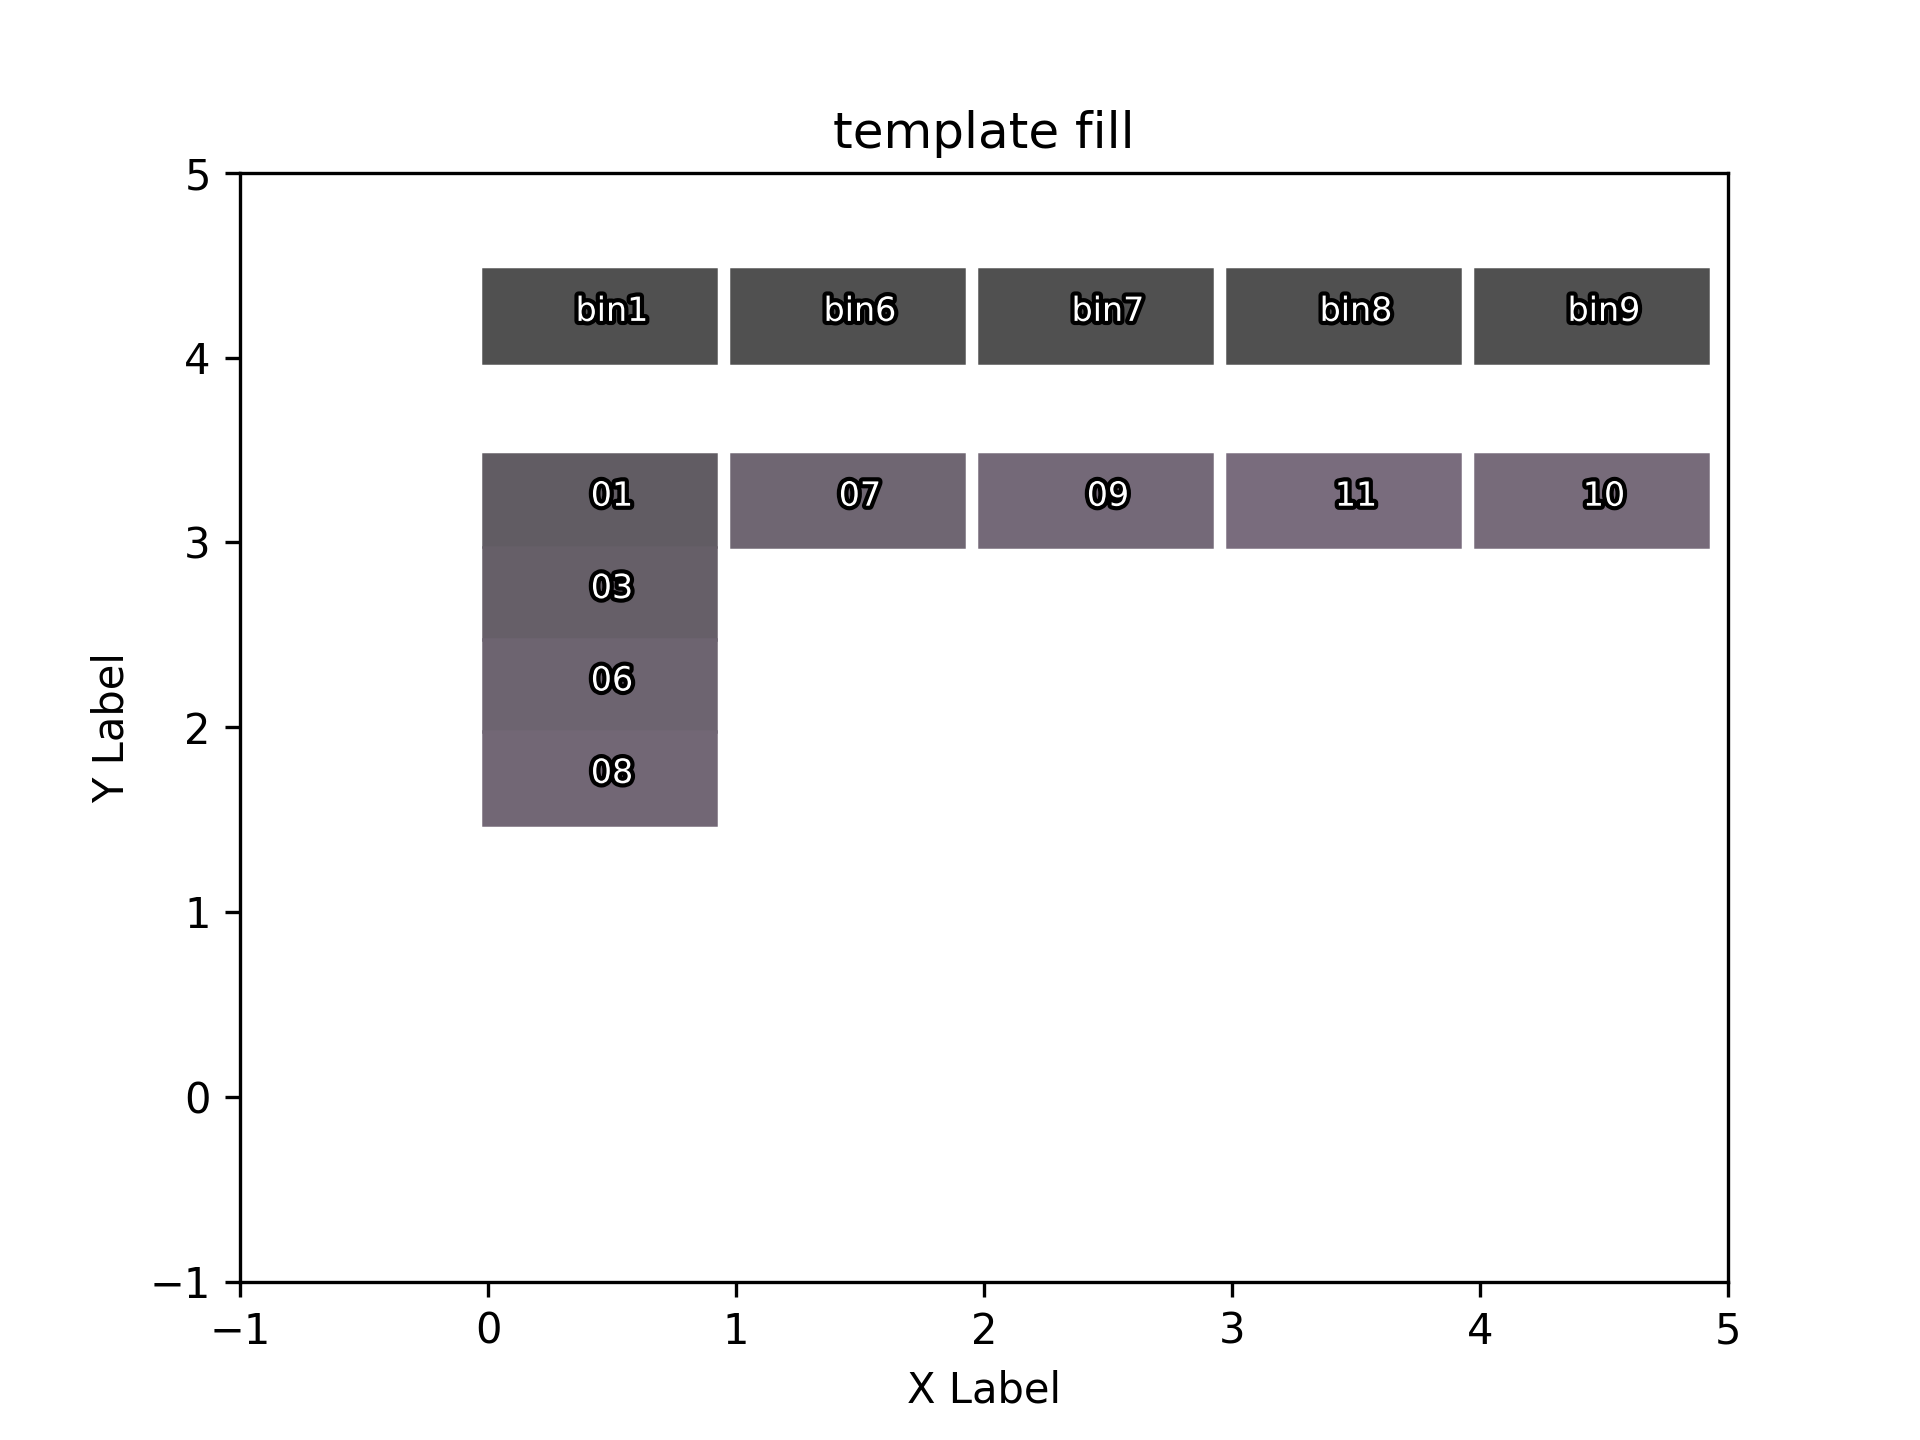 template fill
5
bin1 bin6 bin7 bin8 bin9
4
01 07 09 11 10
3
03
06
2
08
1
0
−1
−1 0 1 2 3 4 5
X Label
Y Label